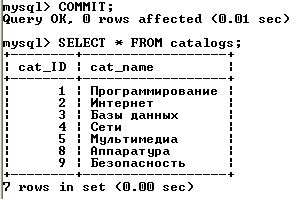 mysql> COMMIT;
Query OK, 0 rows affected (0.01 sec)
mysql> SELECT * FROM catalogs;
+--------+------------------+
| cat_ID | cat_name         |
+--------+------------------+
|      1 | Программирование |
|      2 | Интернет         |
|      3 | Базы данных      |
|      4 | Сети             |
|      5 | Мультимедиа      |
|      8 | Аппаратура       |
|      9 | Безопасность     |
+--------+------------------+
7 rows in set (0.00 sec)